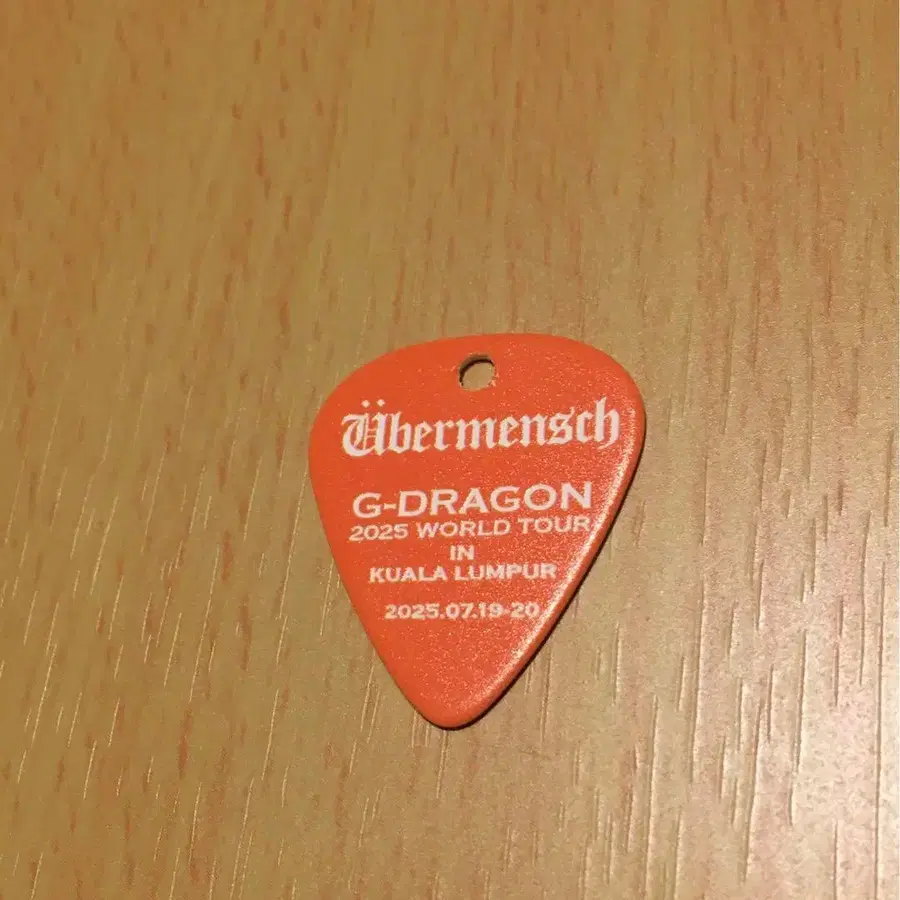 Übermensch
G-DRAGON
2025 WORLD TOUR
IN
KUALA LUMPUR
2025.07.19-20